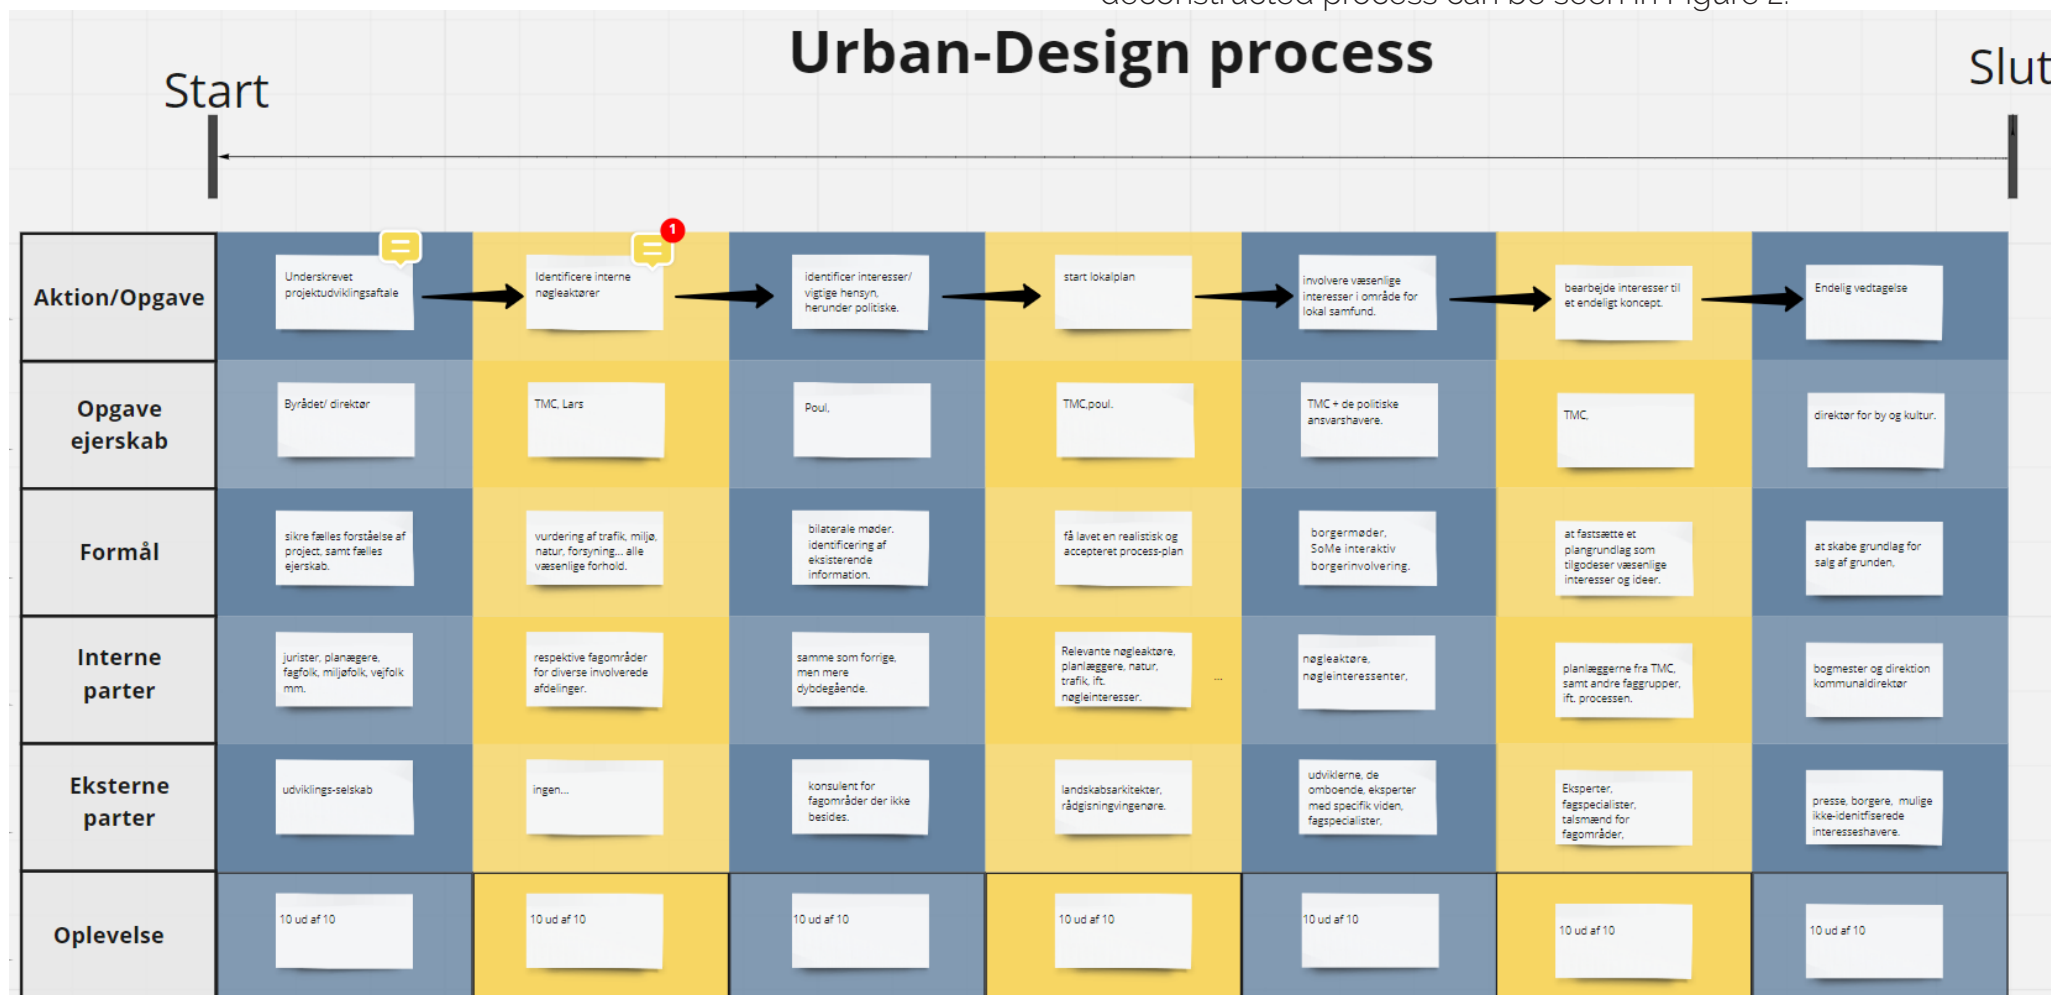 deconstructed process can be seen in Figure 2.
Urban-Design process
Start
Slut
1
Aktion/Opgave
Underskrevet
projektudviklingsaftale
Identificere interne
nøgleaktører
identificer interesser/
vigtige hensyn,
herunder politiske.
start lokalplan
involvere væsenlige
interesser i område for
lokal samfund.
bearbejde interesser til
et endeligt koncept.
Endelig vedtagelse
Opgave
ejerskab
Byrådet/ direktør
TMC, Lars
Poul,
TMC,poul.
TMC + de politiske
ansvarshavere.
TMC,
direktør for by og kultur.
Formål
sikre fælles forståelse af
project, samt fælles
ejerskab.
vurdering af trafik, miljø,
natur, forsyning... alle
væsenlige forhold.
bilaterale møder.
identificering af
eksisterende
information.
få lavet en realistisk og
accepteret process-plan
borgermøder,
SoMe interaktiv
borgerinvolvering.
at fastsætte et
plangrundlag som
tilgodeser væsenlige
interesser og ideer.
at skabe grundlag for
salg af grunden,
Interne
parter
jurister, planægere,
fagfolk, miljøfolk, vejfolk
mm.
respektive fagområder
for diverse involverede
afdelinger.
samme som forrige,
men mere
dybdegående.
Relevante nøgleaktøre,
planlæggere, natur,
trafik, ift.
nøgleinteresser.
...
nøgleaktøre,
nøgleinteressenter,
planlæggerne fra TMC,
samt andre faggrupper,
ift. processen.
bogmester og direktion
kommunaldirektør
Eksterne
parter
udviklings-selskab
ingen...
konsulent for
fagområder der ikke
besides.
landskabsarkitekter,
rådgisningvingenøre.
udviklerne, de
omboende, eksperter
med specifik viden,
fagspecialister,
Eksperter,
fagspecialister,
talsmænd for
fagområder,
presse, borgere, mulige
ikke-idenitfiserede
interesseshavere.
Oplevelse
10 ud af 10
10 ud af 10
10 ud af 10
10 ud af 10
10 ud af 10
10 ud af 10
10 ud af 10